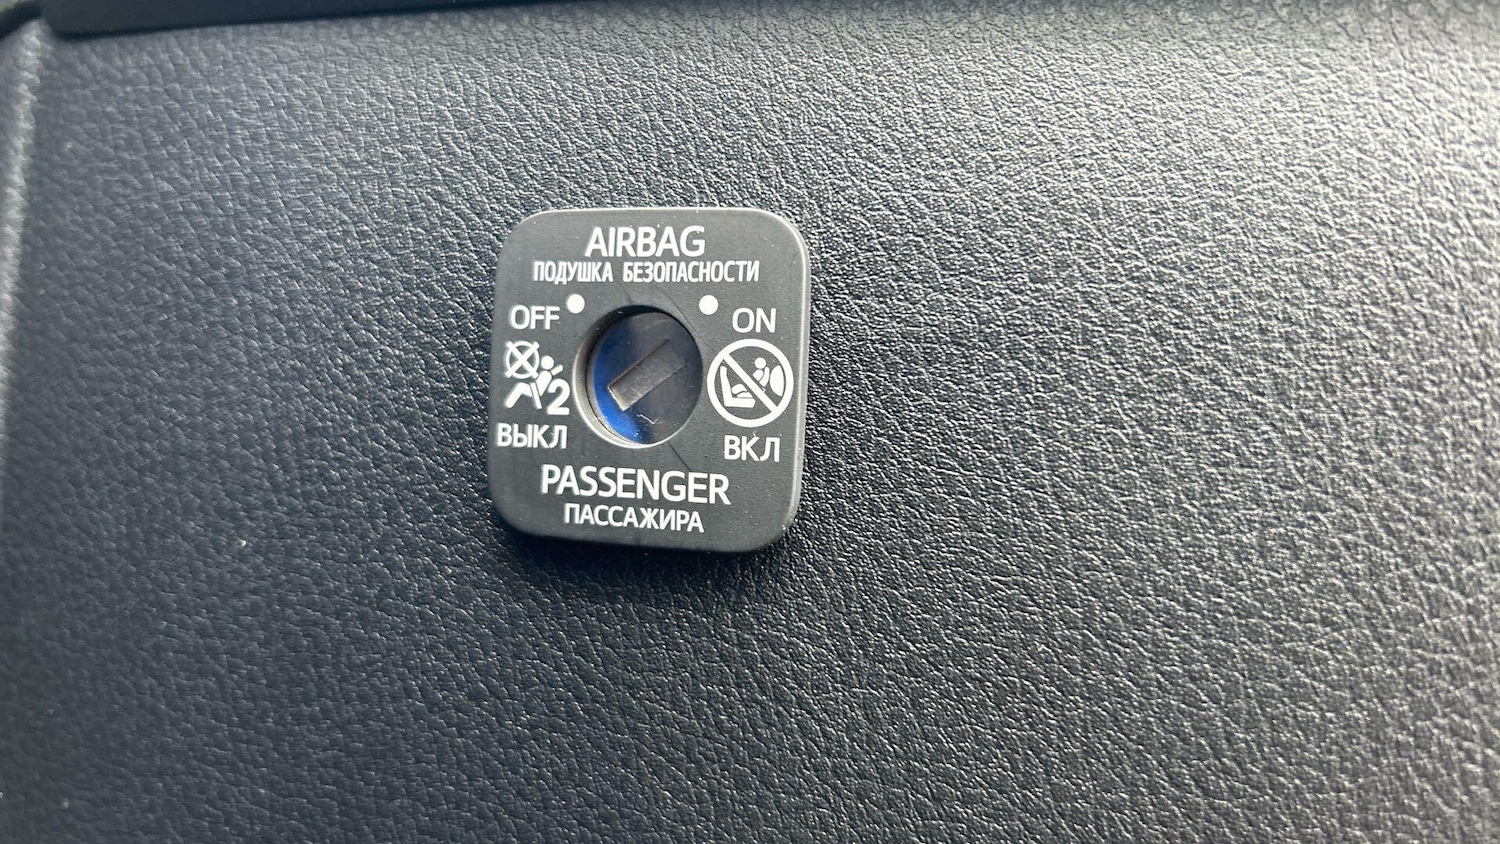 AIRBAG
ПОДУШКА БЕЗОПАСНОСТИ
OFF
ON
2
ВЫКЛ
ВКЛ
PASSENGER
ПАССАЖИРА